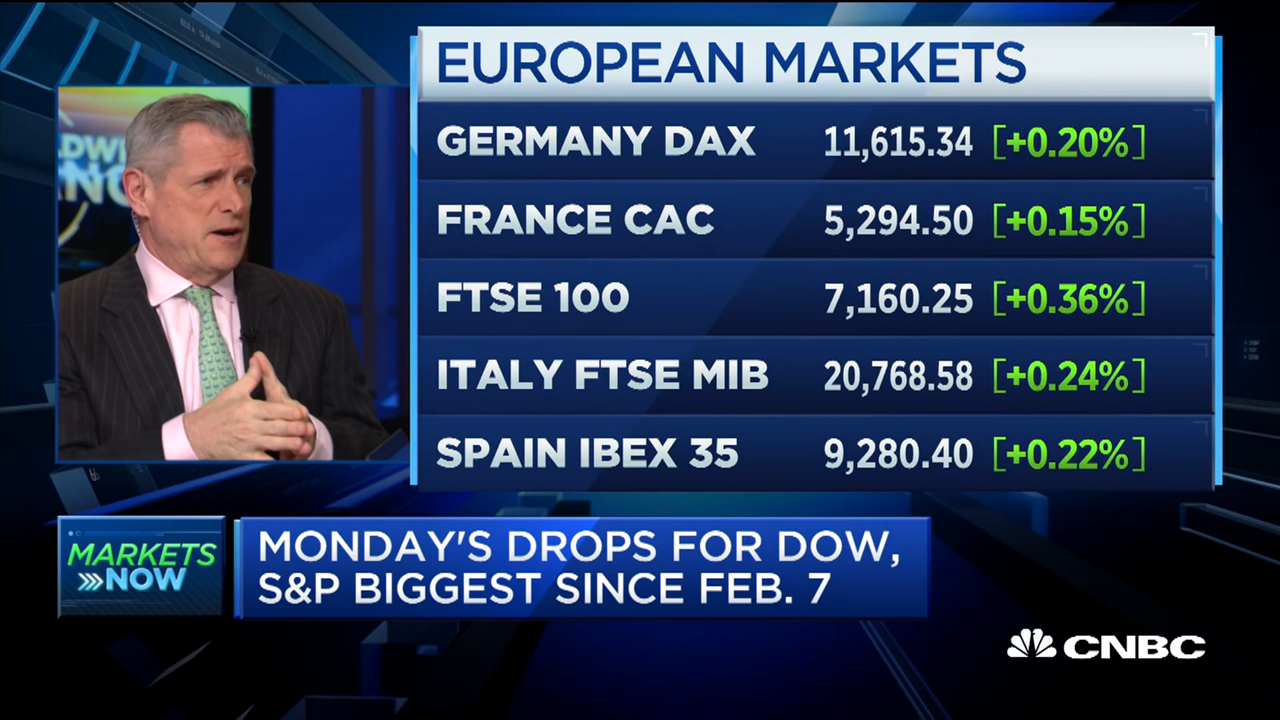 EUROPEAN MARKETS
GERMANY DAX 11,615.34 [+0.20%]
FRANCE CAC 5,294.50 [+0.15%]
FTSE 100 7,160.25 [+0.36%]
ITALY FTSE MIB 20,768.58 [+0.24%]
SPAIN IBEX 35 9,280.40 [+0.22%]
MARKETS
NOW
MONDAY'S DROPS FOR DOW,
S&P BIGGEST SINCE FEB. 7
CNBC